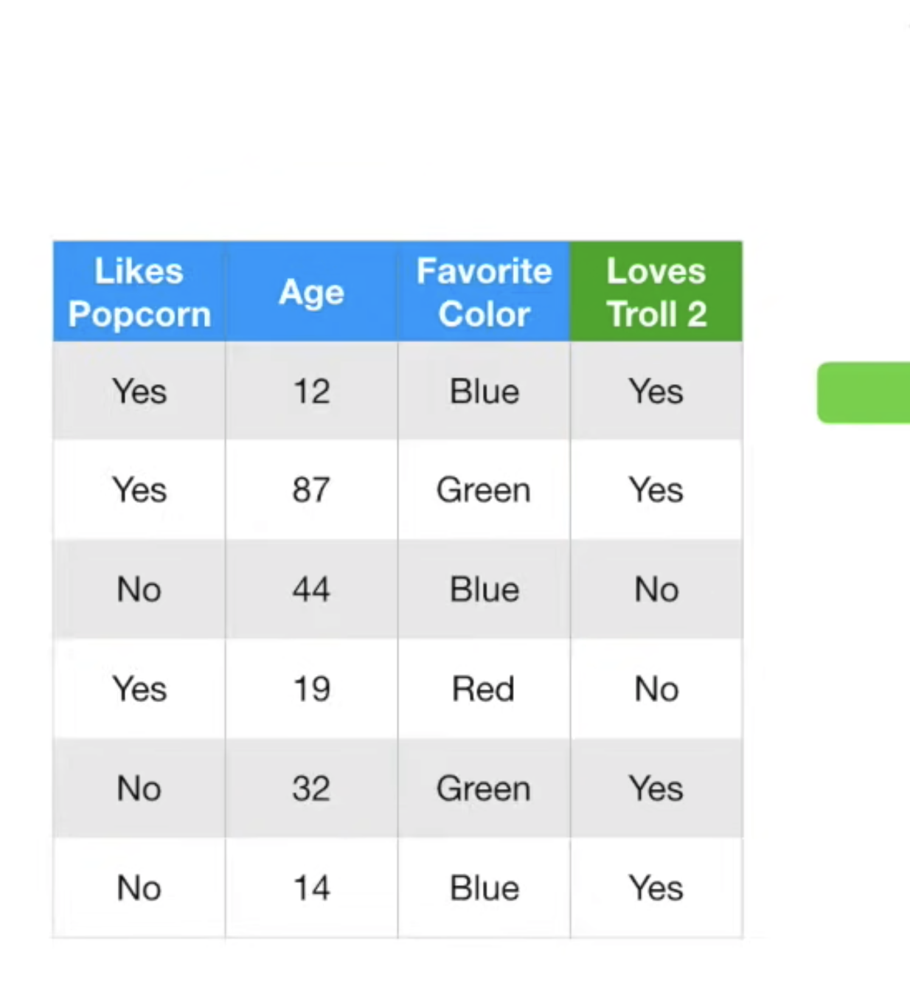 Likes Popcorn Age Favorite Color Loves Troll 2
Yes 12 Blue Yes
Yes 87 Green Yes
No 44 Blue No
Yes 19 Red No
No 32 Green Yes
No 14 Blue Yes